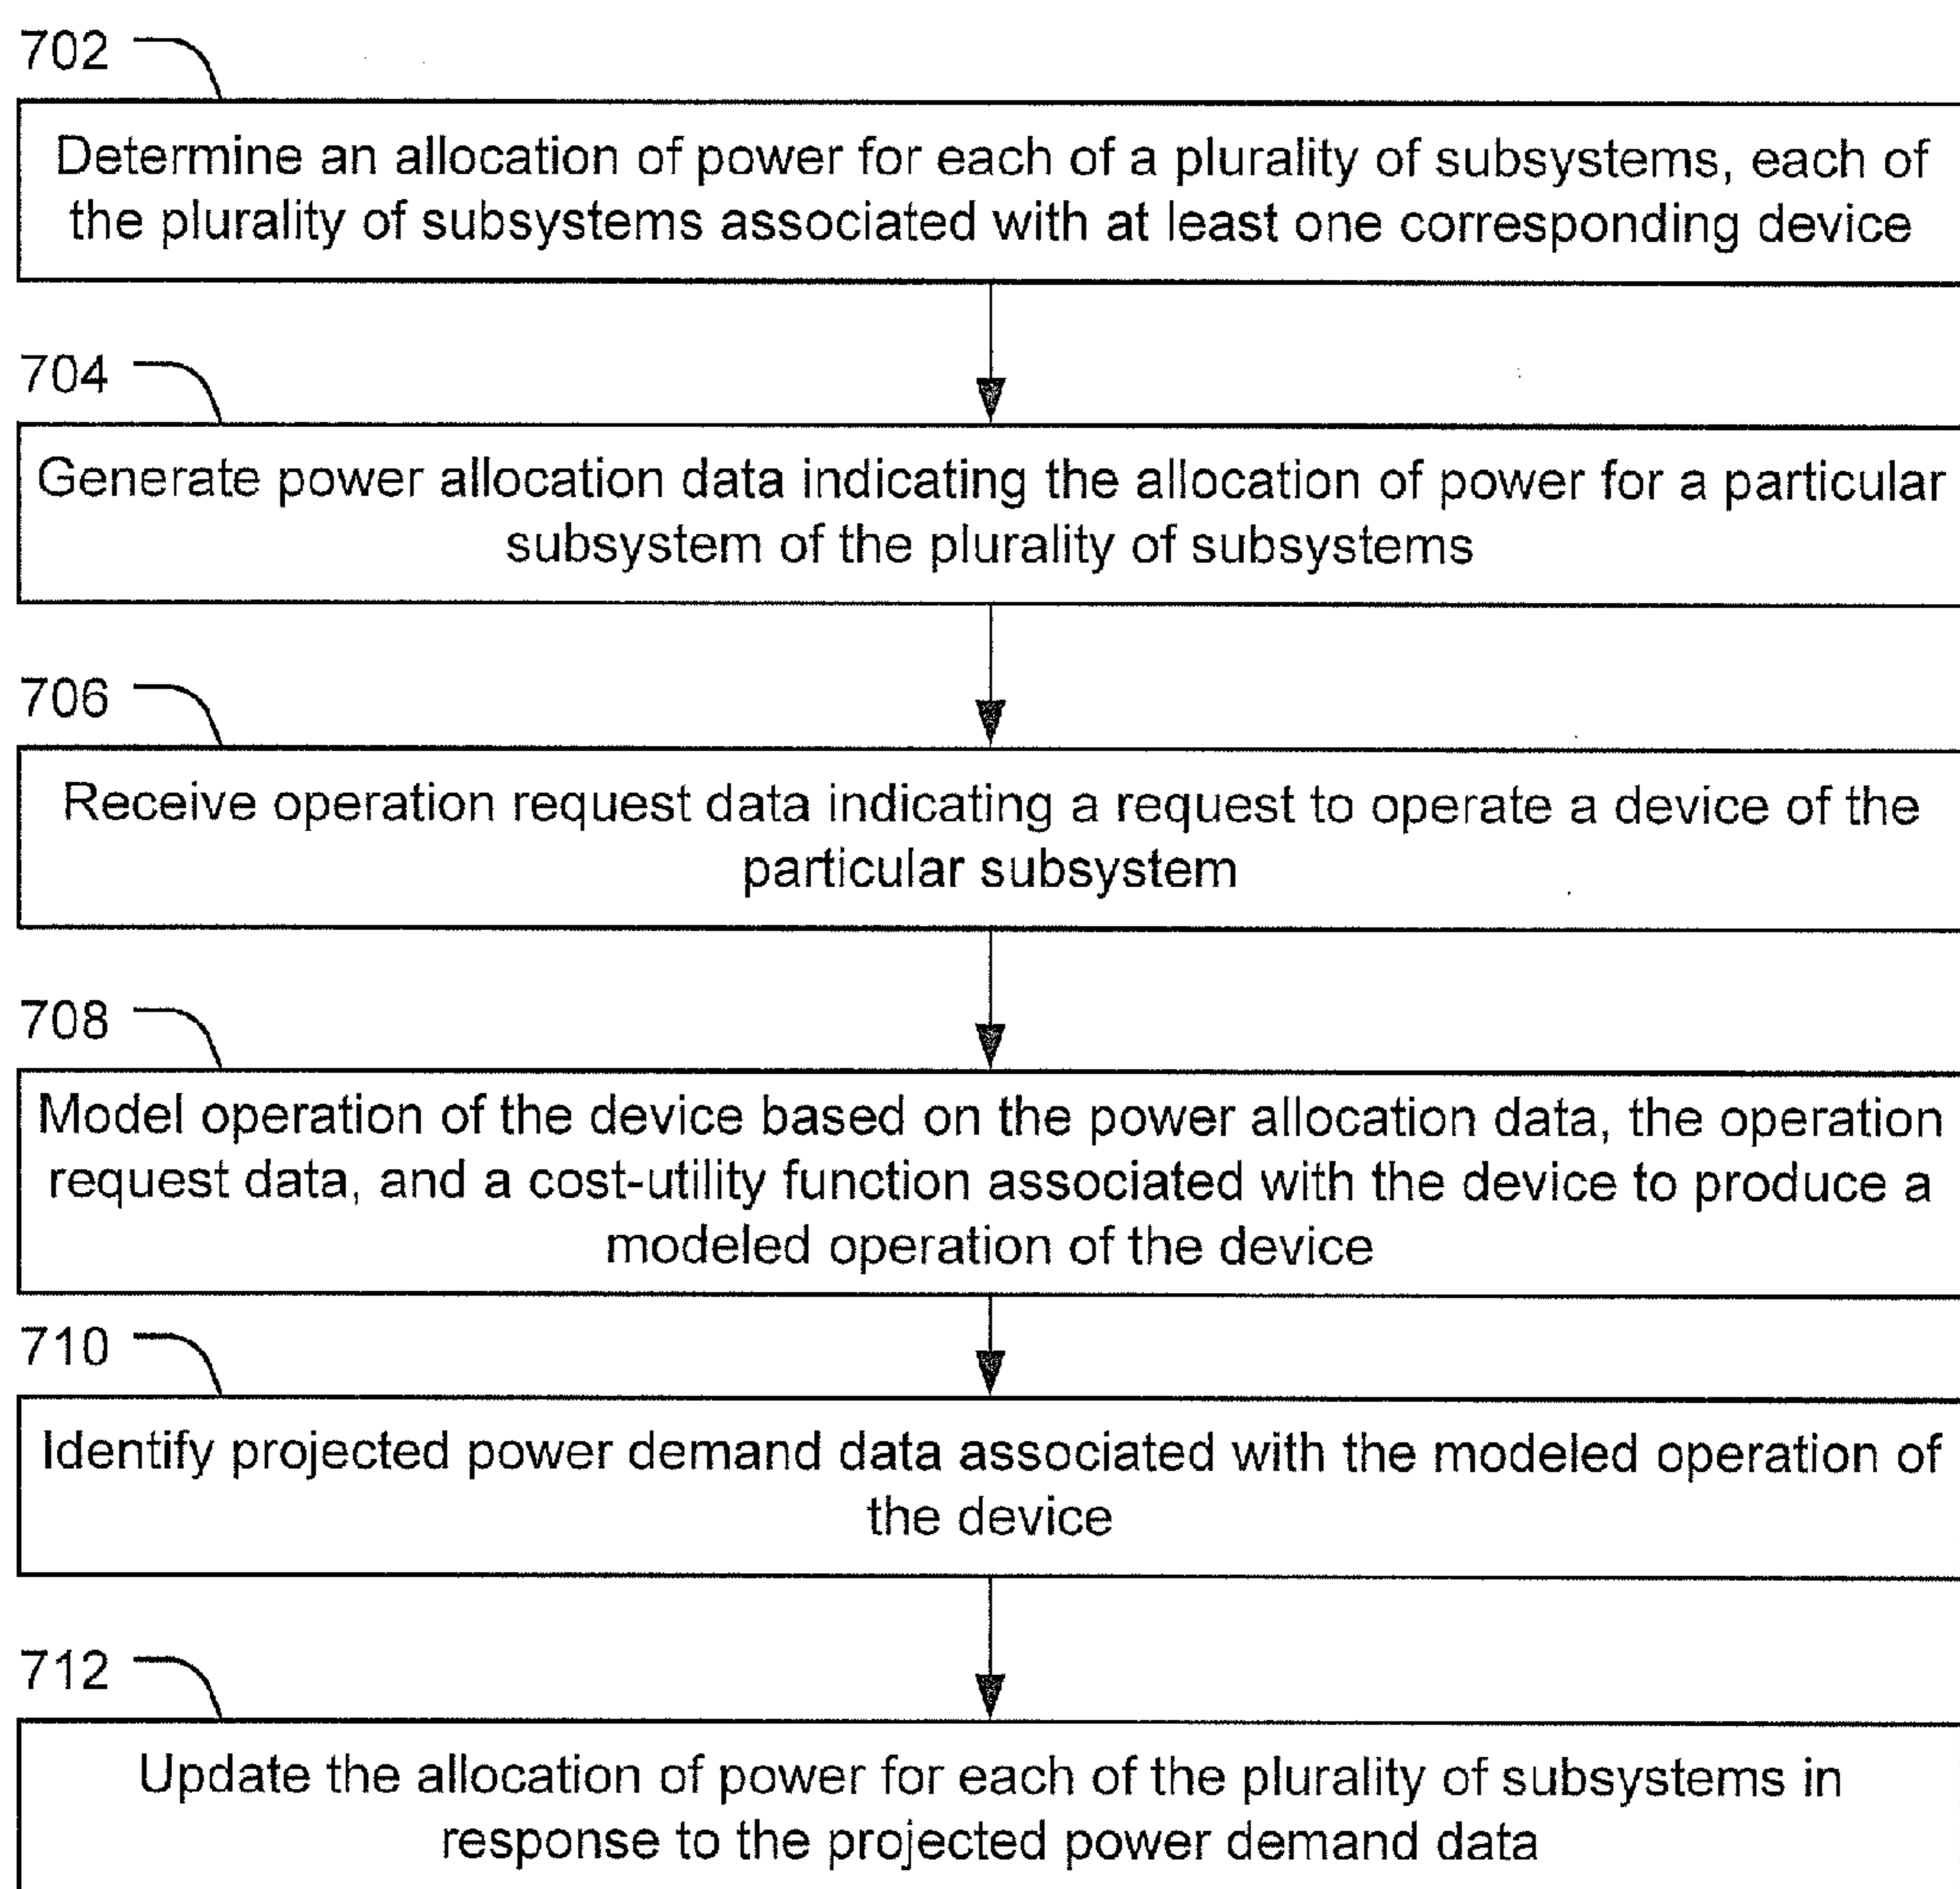 702
Determine an allocation of power for each of a plurality of subsystems, each of
the plurality of subsystems associated with at least one corresponding device
704
Generate power allocation data indicating the allocation of power for a particular
subsystem of the plurality of subsystems
706
Receive operation request data indicating a request to operate a device of the
particular subsystem
708
Model operation of the device based on the power allocation data, the operation
request data, and a cost-utility function associated with the device to produce a
modeled operation of the device
710
Identify projected power demand data associated with the modeled operation of
the device
712
Update the allocation of power for each of the plurality of subsystems in
response to the projected power demand data